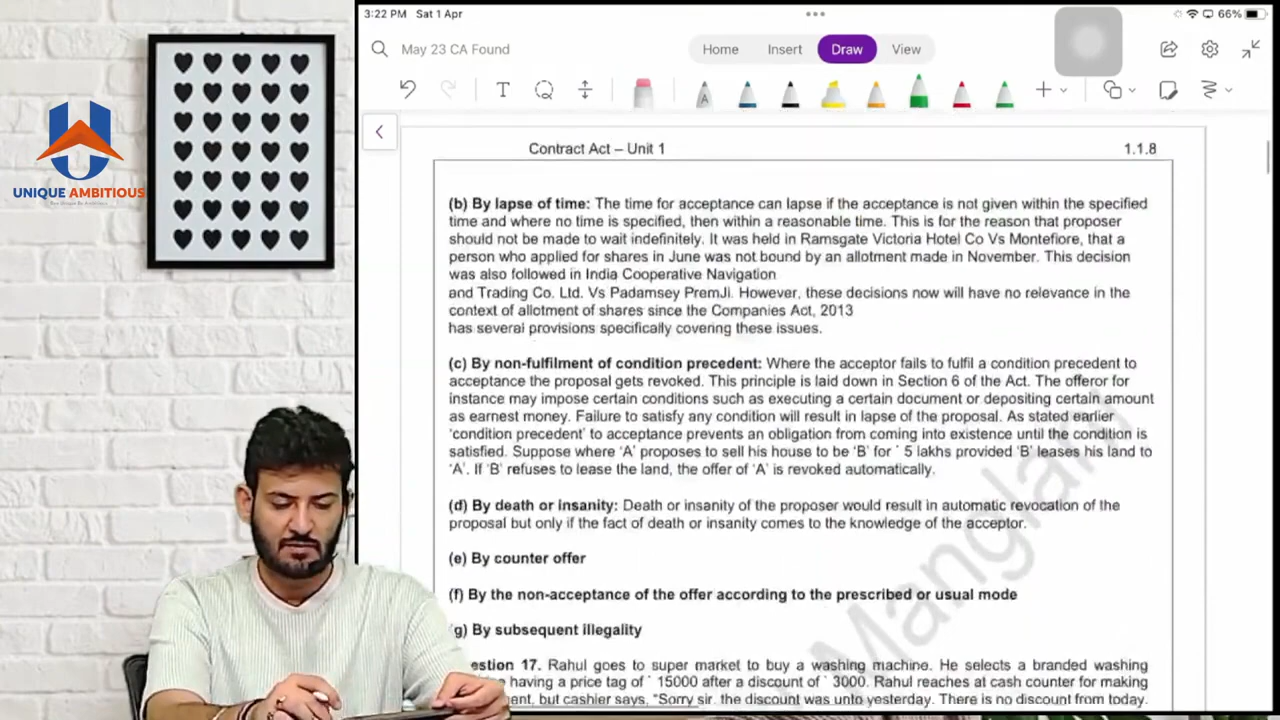 3:22 PM Sat 1 Apr
66%
May 23 CA Found
Home
Insert
Draw
View
T
A
UNIQUE AMBITIOUS
Contract Act – Unit 1
1.1.8
(b) By lapse of time: The time for acceptance can lapse if the acceptance is not given within the specified
time and where no time is specified, then within a reasonable time. This is for the reason that proposer
should not be made to wait indefinitely. It was held in Ramsgate Victoria Hotel Co Vs Montefiore, that a
person who applied for shares in June was not bound by an allotment made in November. This decision
was also followed in India Cooperative Navigation
and Trading Co. Ltd. Vs Padamsey PremJi. However, these decisions now will have no relevance in the
context of allotment of shares since the Companies Act, 2013
has several provisions specifically covering these issues.
(c) By non-fulfilment of condition precedent: Where the acceptor fails to fulfil a condition precedent to
acceptance the proposal gets revoked. This principle is laid down in Section 6 of the Act. The offeror for
instance may impose certain conditions such as executing a certain document or depositing certain amount
as earnest money. Failure to satisfy any condition will result in lapse of the proposal. As stated earlier
‘condition precedent’ to acceptance prevents an obligation from coming into existence until the condition is
satisfied. Suppose where ‘A’ proposes to sell his house to be ‘B’ for ` 5 lakhs provided ‘B’ leases his land to
‘A’. If ‘B’ refuses to lease the land, the offer of ‘A’ is revoked automatically.
(d) By death or insanity: Death or insanity of the proposer would result in automatic revocation of the
proposal but only if the fact of death or insanity comes to the knowledge of the acceptor.
(e) By counter offer
(f) By the non-acceptance of the offer according to the prescribed or usual mode
g) By subsequent illegality
estion 17. Rahul goes to super market to buy a washing machine. He selects a branded washing
having a price tag of ` 15000 after a discount of ` 3000. Rahul reaches at cash counter for making
ent, but cashier says, “Sorry sir, the discount was upto yesterday. There is no discount from today.
Manglani